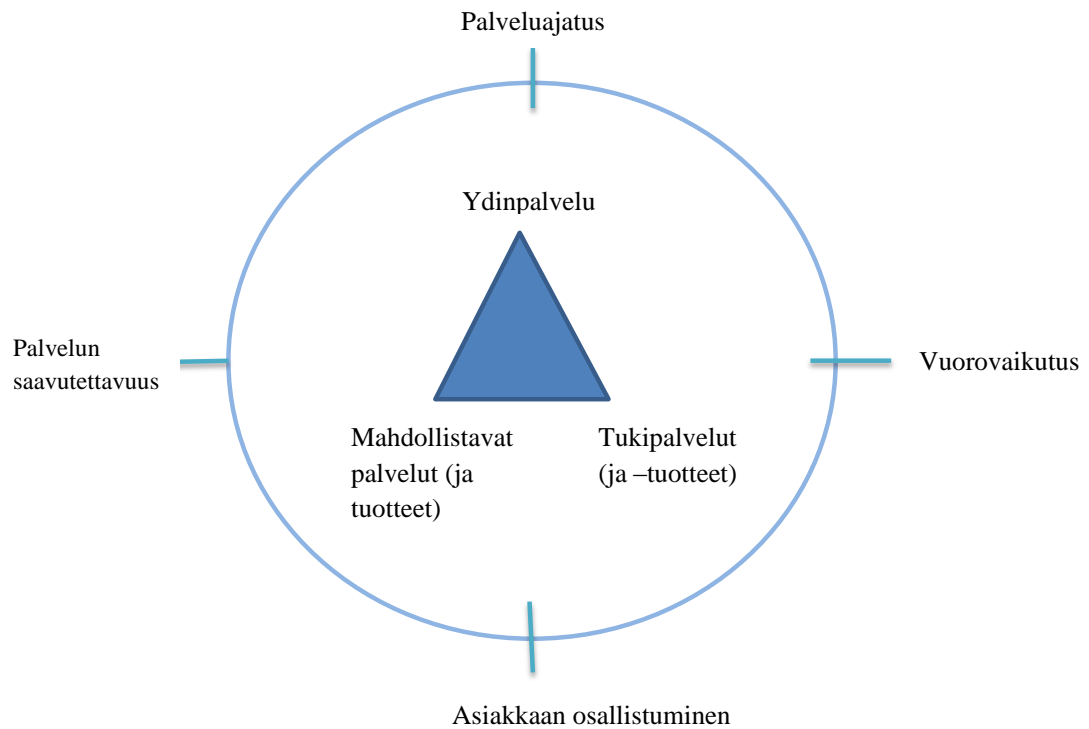 Palveluajatus
Ydinpalvelu
Palvelun
saavutettavuus
Vuorovaikutus
Mahdollistavat
palvelut (ja
tuotteet)
Tukipalvelut
(ja –tuotteet)
Asiakkaan osallistuminen